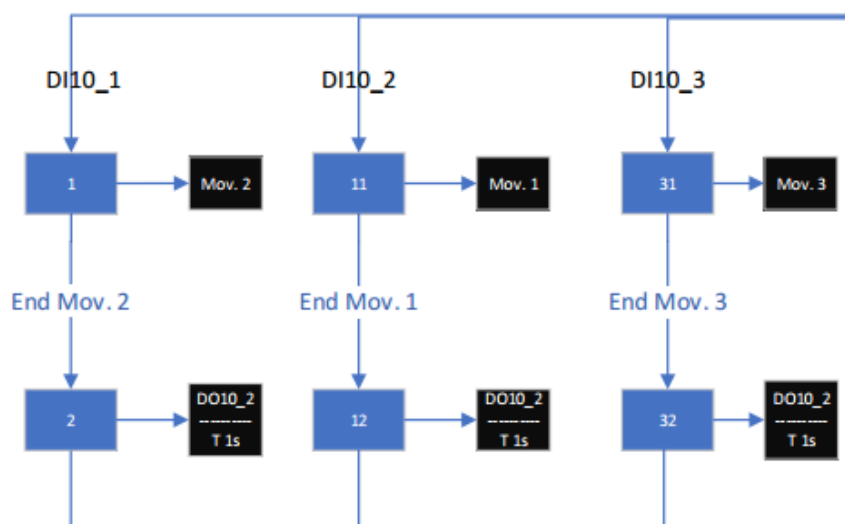 DI10_1
DI10_2
DI10_3
1
Mov. 2
11
Mov. 1
31
Mov. 3
End Mov. 2
End Mov. 1
End Mov. 3
2
DO10_2
----------
T 1s
12
DO10_2
----------
T 1s
32
DO10_2
----------
T 1s